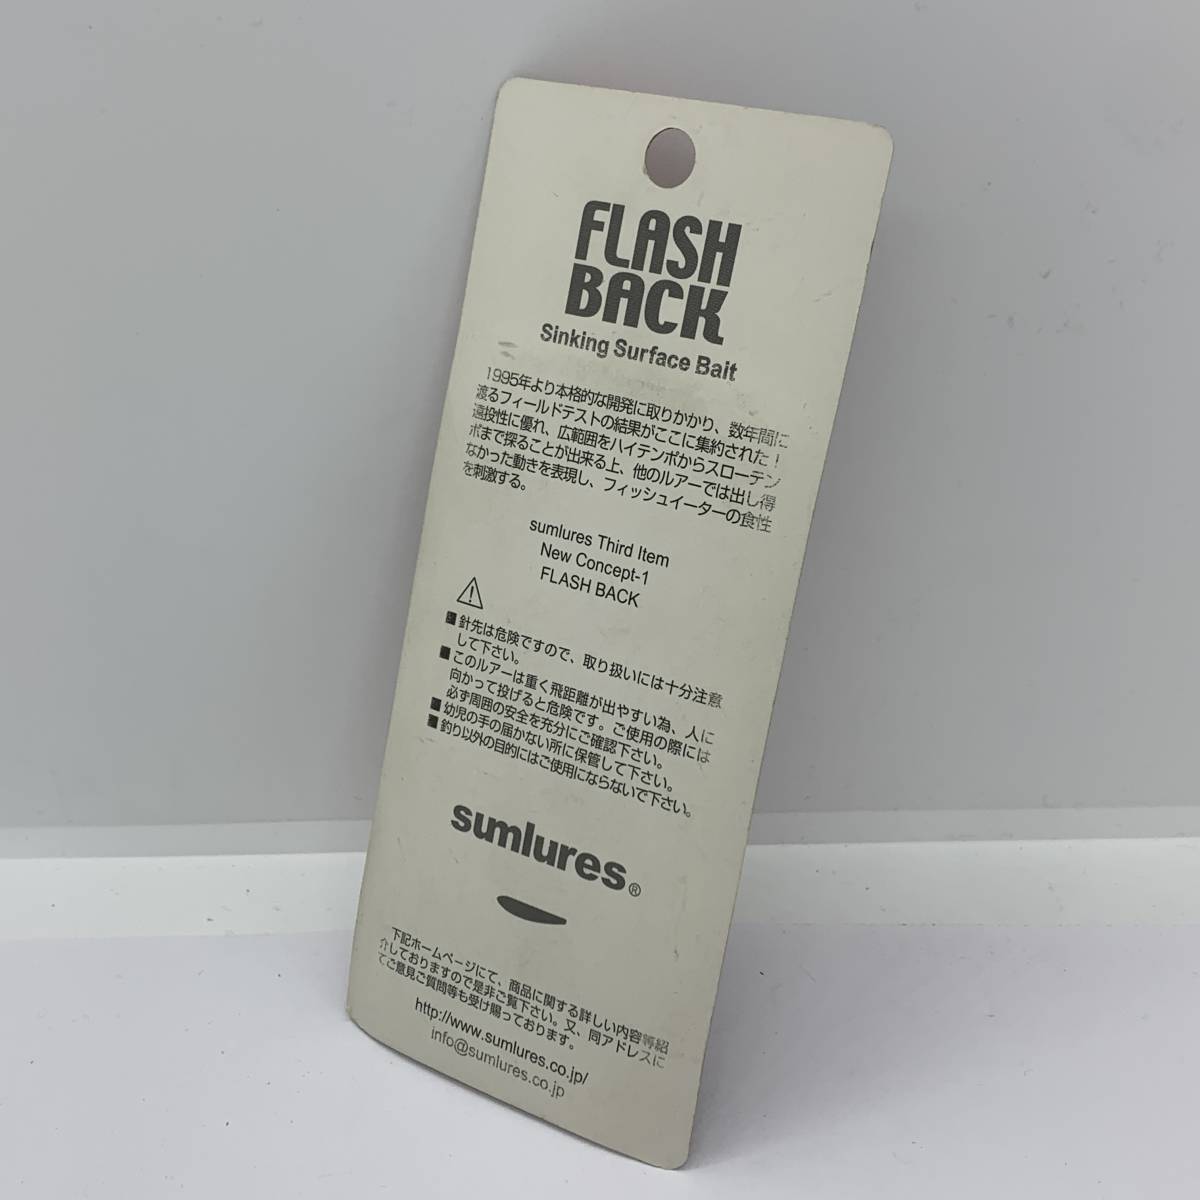 FLASH
BACK
Sinking Surface Bait
1995年より本格的な開発に取りかかり、数年間に
渡るフィールドテストの結果がここに集約された!
遠投性に優れ、広範囲をハイテンポからスローテン
ポまで探ることが出来る上、他のルアーでは出し得
なかった動きを表現し、フィッシュイーターの食性
を刺激する。
sumlures Third Item
New Concept-1
FLASH BACK
■針先は危険ですので、取り扱いには十分注意
して下さい。
■このルアーは重く飛距離が出やすい為、人に
向かって投げると危険です。ご使用の際には
必ず周囲の安全を充分にご確認下さい。
■幼児の手の届かない所に保管して下さい。
■釣り以外の目的にはご使用にならないで下さい。
sumlures®
下記ホームページにて、商品に関する詳しい内容等紹
介しておりますので是非ご覧下さい。又、同アドレスに
てご意見ご質問等も受け賜っております。
http://www.sumlures.co.jp/
info@sumlures.co.jp